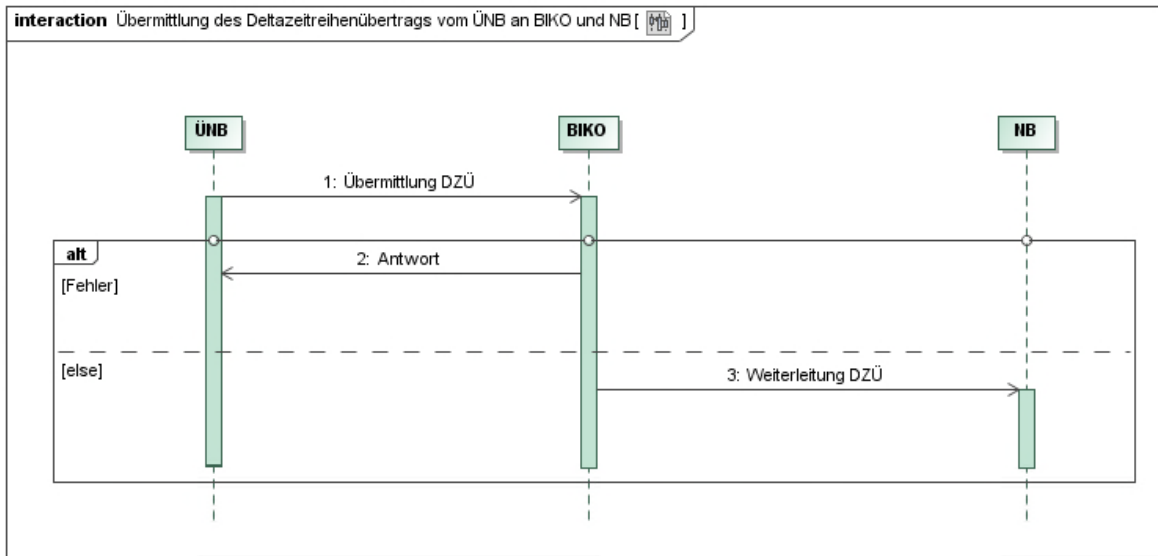 interaction Übermittlung des Deltazeitreihenübertrags vom ÜNB an BIKO und NB[ ]
ÜNB
BIKO
NB
1: Übermittlung DZÜ
alt
2: Antwort
[Fehler]
[else]
3: Weiterleitung DZÜ